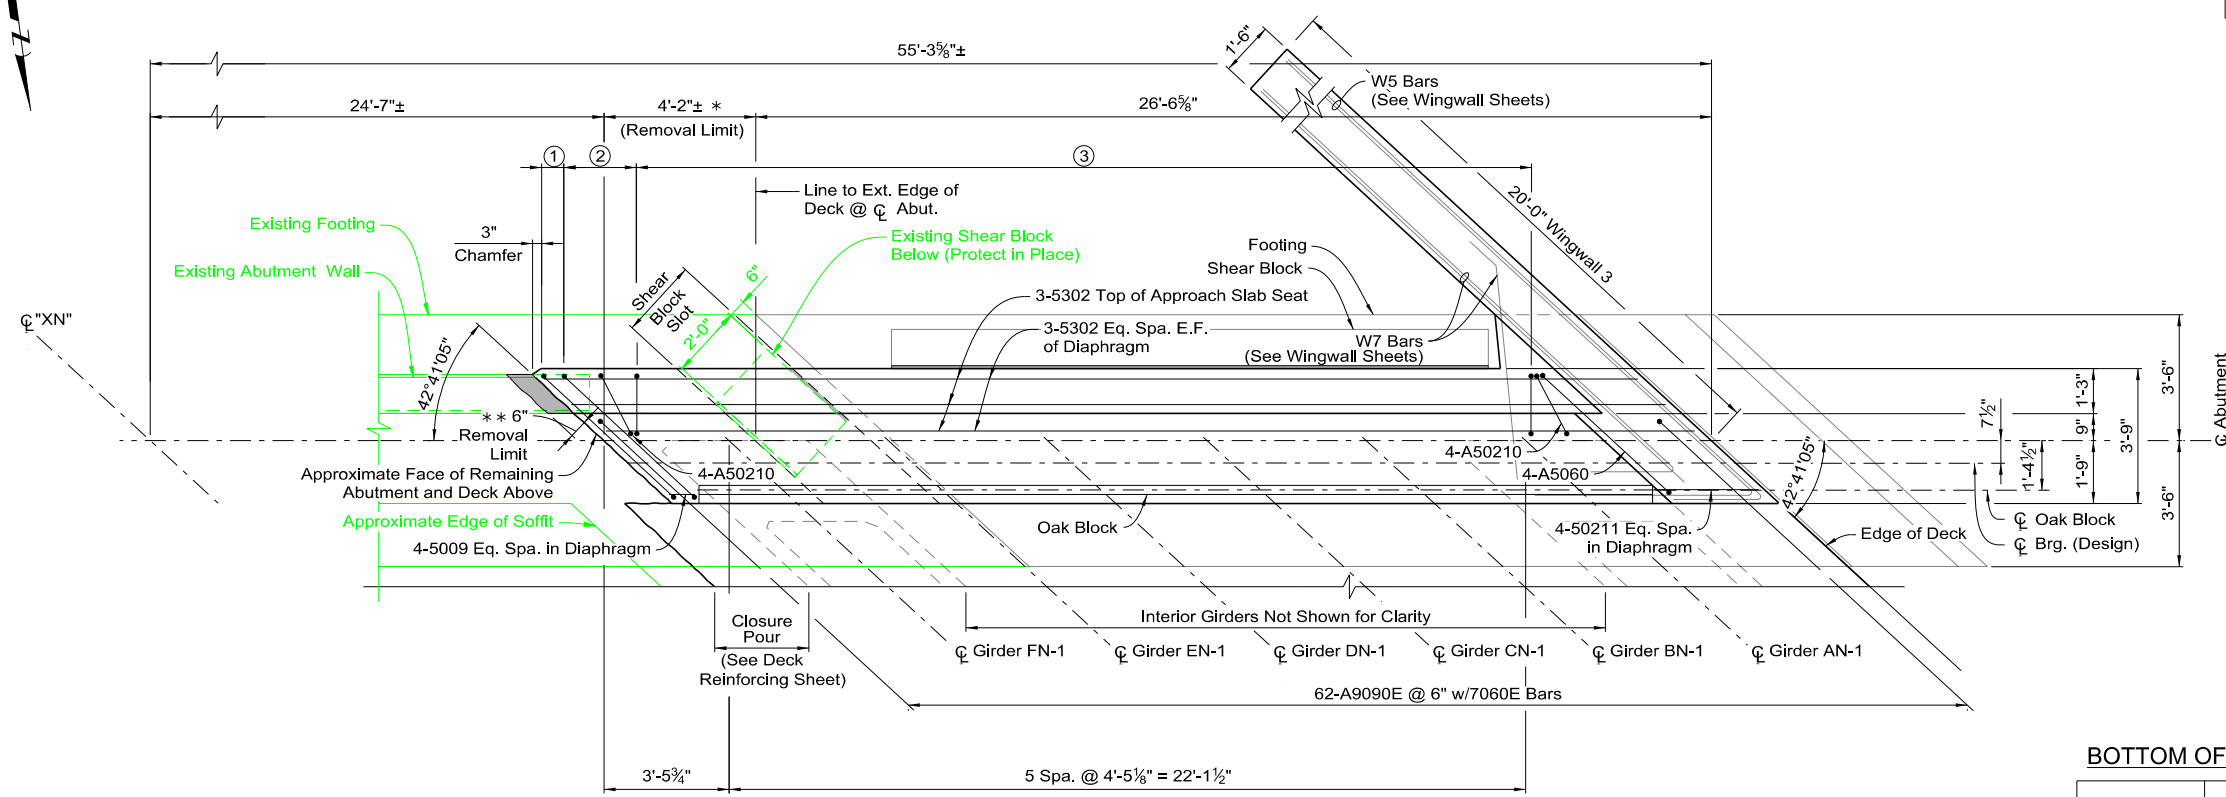 55'-3⅝"±
1'-6"
24'-7"±
4'-2"± *
(Removal Limit)
26'-6⅝"
W5 Bars
(See Wingwall Sheets)
1
2
3
Line to Ext. Edge of
Deck @ ℄ Abut.
Existing Footing
3"
Chamfer
Existing Shear Block
Below (Protect in Place)
Existing Abutment Wall
Footing
Shear Block
20'-0" Wingwall 3
Shear
Block
Slot
6"
2'-0"
3-5302 Top of Approach Slab Seat
3-5302 Eq. Spa. E.F.
of Diaphragm
W7 Bars
(See Wingwall Sheets)
℄ "XN"
42°41'05"
* * 6"
Removal
Limit
Approximate Face of Remaining
Abutment and Deck Above
4-A50210
4-A50210
4-A5060
Approximate Edge of Soffit
4-5009 Eq. Spa. in Diaphragm
Oak Block
4-50211 Eq. Spa.
in Diaphragm
42°41'05"
Edge of Deck
℄ Oak Block
℄ Brg. (Design)
7½"
1'-4½"
1'-3"
9"
1'-9"
3'-9"
3'-6"
3'-6"
℄ Abutment
Closure
Pour
(See Deck
Reinforcing Sheet)
Interior Girders Not Shown for Clarity
℄ Girder FN-1
℄ Girder EN-1
℄ Girder DN-1
℄ Girder CN-1
℄ Girder BN-1
℄ Girder AN-1
62-A9090E @ 6" w/7060E Bars
3'-5¾"
5 Spa. @ 4'-5⅛" = 22'-1½"
BOTTOM OF